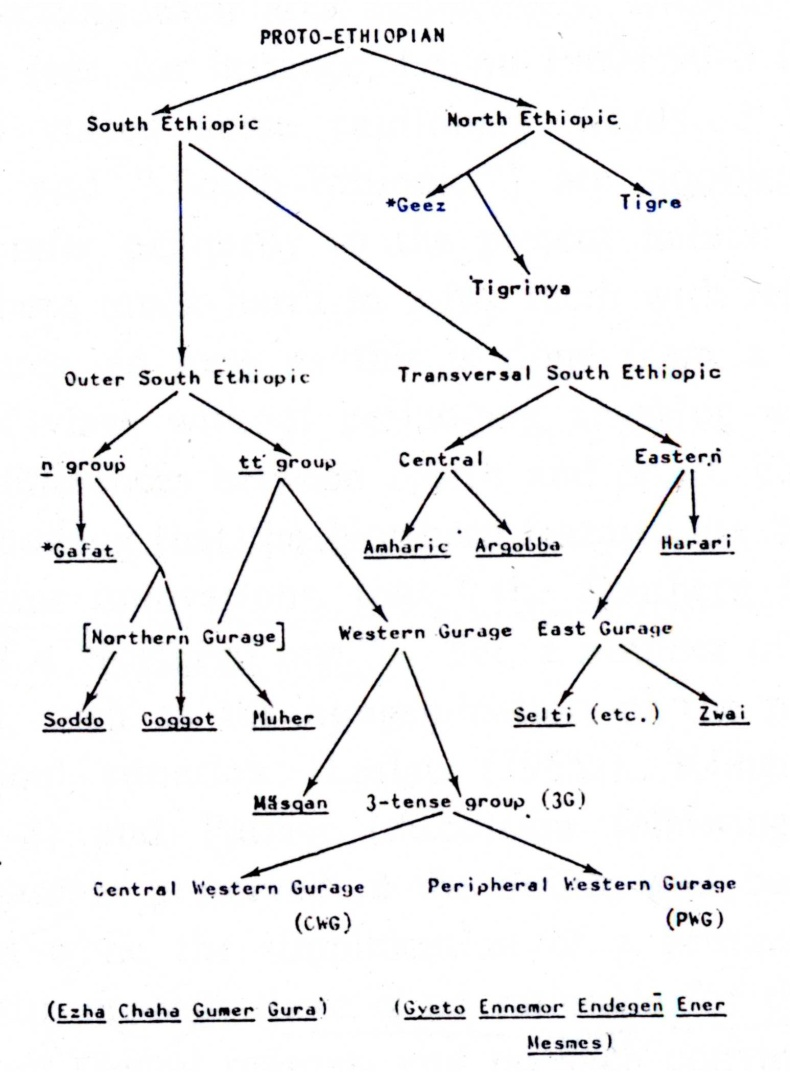 PROTO-ETHIOPIAN
South Ethiopic North Ethiopic
*Geez Tigre
Tigrinya
Outer South Ethiopic Transversal South Ethiopic
n group tt group Central Eastern
*Gafat Amharic Argobba Harari
[Northern Gurage] Western Gurage East Gurage
Soddo Goggot Muher Selti (etc.) Zwai
Mäsqan 3-tense group (3G)
Central Western Gurage Peripheral Western Gurage
(CWG) (PWG)
(Ezha Chaha Gumer Gura) (Gyeto Ennemor Endegeñ Ener
Mesmes)